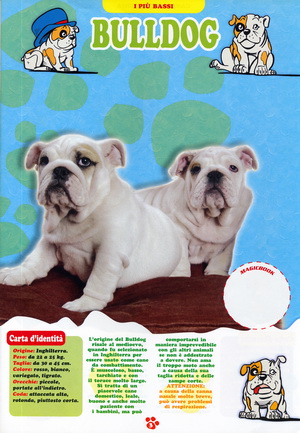 I PIÙ BASSI
BULLDOG
MAGICBOOK
Carta d'identità
Origine: Inghilterra.
Peso: da 22 a 25 kg.
Taglia: da 30 a 45 cm.
Colore: rosso, bianco,
variegato, tigrato.
Orecchie: piccole,
portate all'indietro.
Coda: attaccata alta,
rotonda, piuttosto corta.
L'origine del Bulldog
risale al medioevo,
quando fu selezionato
in Inghilterra per
essere usato come cane
da combattimento.
È muscoloso, basso,
tarchiato e con
il torace molto largo.
Si tratta di un
piacevole cane
domestico, leale,
buono e anche molto
paziente con
i bambini, ma può
comportarsi in
maniera imprevedibile
con gli altri animali
se non è addestrato
a dovere. Non ama
il troppo moto anche
a causa della sua
taglia ridotta e delle
zampe corte.
ATTENZIONE:
a causa della canna
nasale molto breve,
può avere problemi
di respirazione.